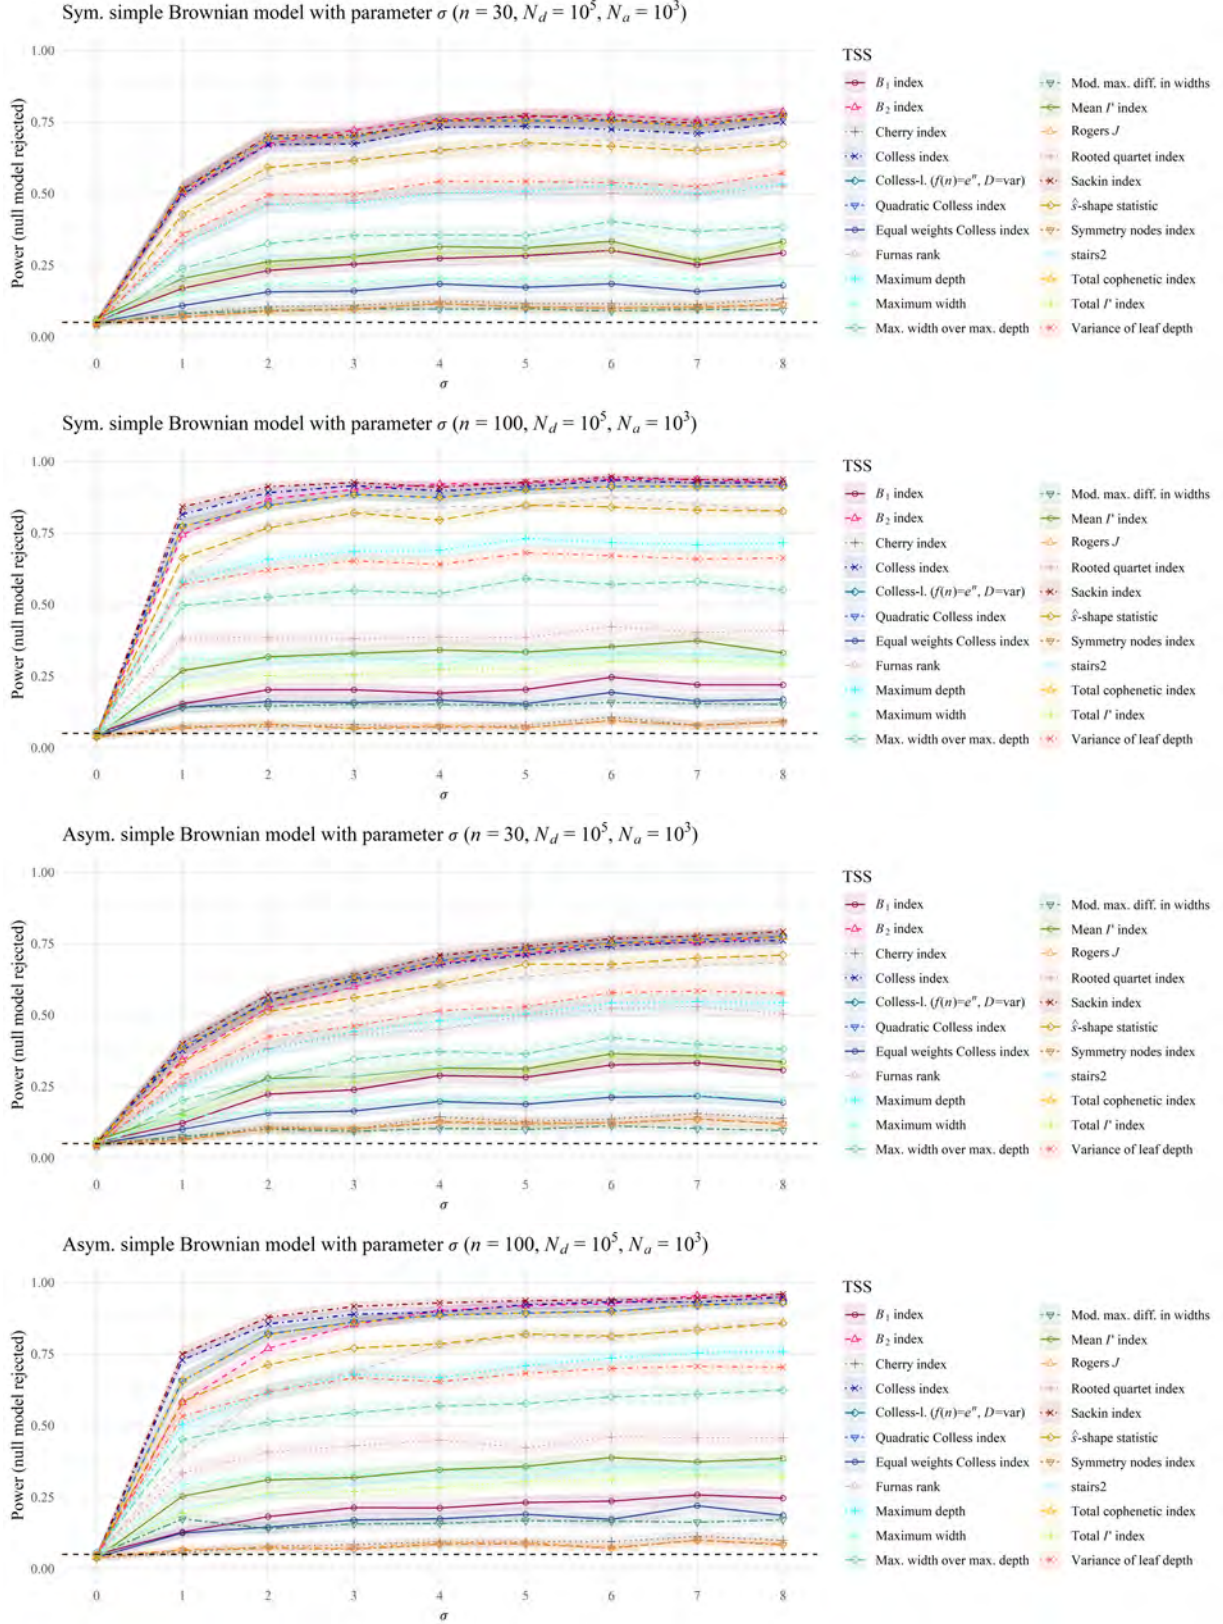 Sym. simple Brownian model with parameter σ (n = 30, N_d = 10^5, N_a = 10^3)
Power (null model rejected)
1.00
0.75
0.50
0.25
0.00
0 1 2 3 4 5 6 7 8
σ
TSS
B_1 index
B_2 index
Cherry index
Colless index
Colless-l. (f(n)=e^n, D=var)
Quadratic Colless index
Equal weights Colless index
Furnas rank
Maximum depth
Maximum width
Max. width over max. depth
Mod. max. diff. in widths
Mean I' index
Rogers J
Rooted quartet index
Sackin index
ŝ-shape statistic
Symmetry nodes index
stairs2
Total cophenetic index
Total I' index
Variance of leaf depth
Sym. simple Brownian model with parameter σ (n = 100, N_d = 10^5, N_a = 10^3)
Power (null model rejected)
1.00
0.75
0.50
0.25
0.00
0 1 2 3 4 5 6 7 8
σ
TSS
B_1 index
B_2 index
Cherry index
Colless index
Colless-l. (f(n)=e^n, D=var)
Quadratic Colless index
Equal weights Colless index
Furnas rank
Maximum depth
Maximum width
Max. width over max. depth
Mod. max. diff. in widths
Mean I' index
Rogers J
Rooted quartet index
Sackin index
ŝ-shape statistic
Symmetry nodes index
stairs2
Total cophenetic index
Total I' index
Variance of leaf depth
Asym. simple Brownian model with parameter σ (n = 30, N_d = 10^5, N_a = 10^3)
Power (null model rejected)
1.00
0.75
0.50
0.25
0.00
0 1 2 3 4 5 6 7 8
σ
TSS
B_1 index
B_2 index
Cherry index
Colless index
Colless-l. (f(n)=e^n, D=var)
Quadratic Colless index
Equal weights Colless index
Furnas rank
Maximum depth
Maximum width
Max. width over max. depth
Mod. max. diff. in widths
Mean I' index
Rogers J
Rooted quartet index
Sackin index
ŝ-shape statistic
Symmetry nodes index
stairs2
Total cophenetic index
Total I' index
Variance of leaf depth
Asym. simple Brownian model with parameter σ (n = 100, N_d = 10^5, N_a = 10^3)
Power (null model rejected)
1.00
0.75
0.50
0.25
0.00
0 1 2 3 4 5 6 7 8
σ
TSS
B_1 index
B_2 index
Cherry index
Colless index
Colless-l. (f(n)=e^n, D=var)
Quadratic Colless index
Equal weights Colless index
Furnas rank
Maximum depth
Maximum width
Max. width over max. depth
Mod. max. diff. in widths
Mean I' index
Rogers J
Rooted quartet index
Sackin index
ŝ-shape statistic
Symmetry nodes index
stairs2
Total cophenetic index
Total I' index
Variance of leaf depth